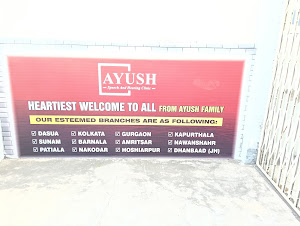 AYUSH
Speech And Hearing Clinic
HEARTIEST WELCOME TO ALL FROM AYUSH FAMILY
OUR ESTEEMED BRANCHES ARE AS FOLLOWING:
DASUA KOLKATA GURGAON KAPURTHALA
SUNAM BARNALA AMRITSAR NAWANSHAHR
PATIALA NAKODAR HOSHIARPUR DHANBAD (JH)